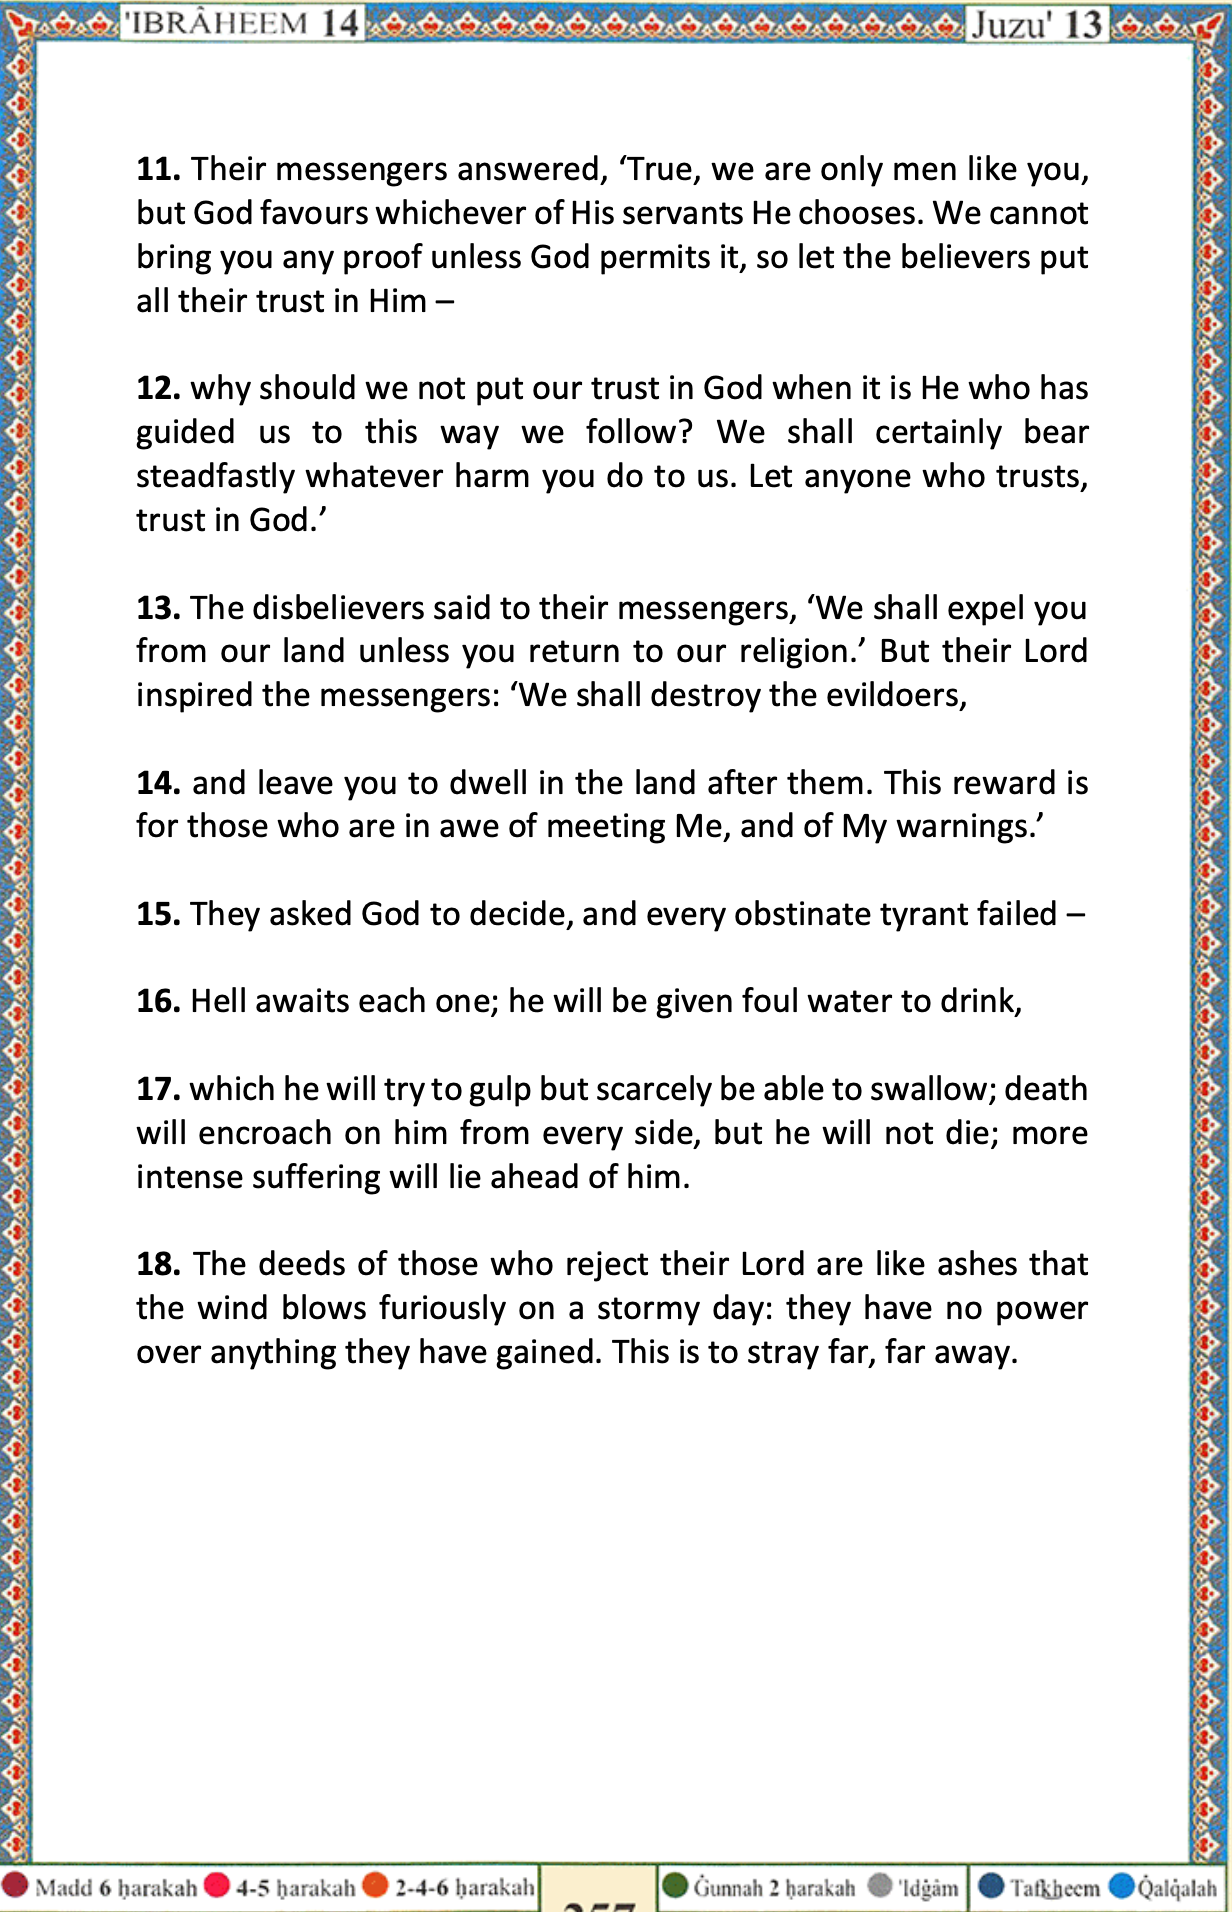 'IBRÂHEEM 14
Juzu' 13
11. Their messengers answered, ‘True, we are only men like you,
but God favours whichever of His servants He chooses. We cannot
bring you any proof unless God permits it, so let the believers put
all their trust in Him –
12. why should we not put our trust in God when it is He who has
guided us to this way we follow? We shall certainly bear
steadfastly whatever harm you do to us. Let anyone who trusts,
trust in God.’
13. The disbelievers said to their messengers, ‘We shall expel you
from our land unless you return to our religion.’ But their Lord
inspired the messengers: ‘We shall destroy the evildoers,
14. and leave you to dwell in the land after them. This reward is
for those who are in awe of meeting Me, and of My warnings.’
15. They asked God to decide, and every obstinate tyrant failed –
16. Hell awaits each one; he will be given foul water to drink,
17. which he will try to gulp but scarcely be able to swallow; death
will encroach on him from every side, but he will not die; more
intense suffering will lie ahead of him.
18. The deeds of those who reject their Lord are like ashes that
the wind blows furiously on a stormy day: they have no power
over anything they have gained. This is to stray far, far away.
Madd 6 ḥarakah 4-5 ḥarakah 2-4-6 ḥarakah
257
Ĝunnah 2 ḥarakah 'Idĝâm
Tafkheem Q̂alq̂alah